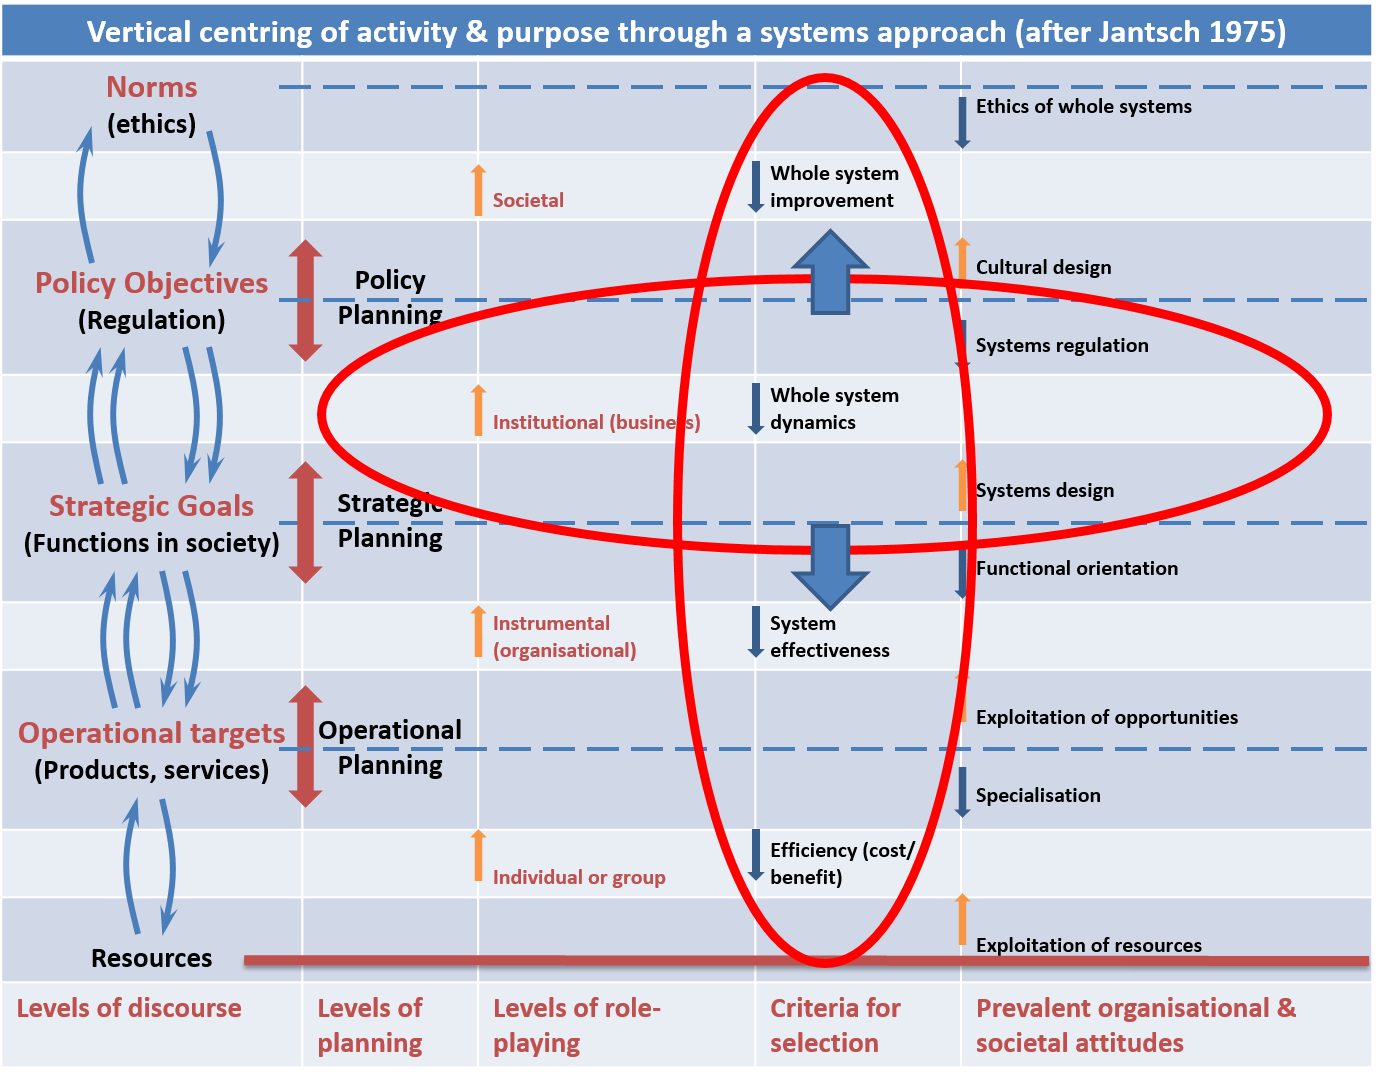 Vertical centring of activity & purpose through a systems approach (after Jantsch 1975)
Norms
(ethics)
Ethics of whole systems
Societal
Whole system
improvement
Policy Objectives
(Regulation)
Policy
Planning
Cultural design
Systems regulation
Institutional (business)
Whole system
dynamics
Strategic Goals
(Functions in society)
Strategic
Planning
Systems design
Functional orientation
Instrumental
(organisational)
System
effectiveness
Operational targets
(Products, services)
Operational
Planning
Exploitation of opportunities
Specialisation
Individual or group
Efficiency (cost/
benefit)
Resources
Exploitation of resources
Levels of discourse
Levels of
planning
Levels of role-
playing
Criteria for
selection
Prevalent organisational &
societal attitudes